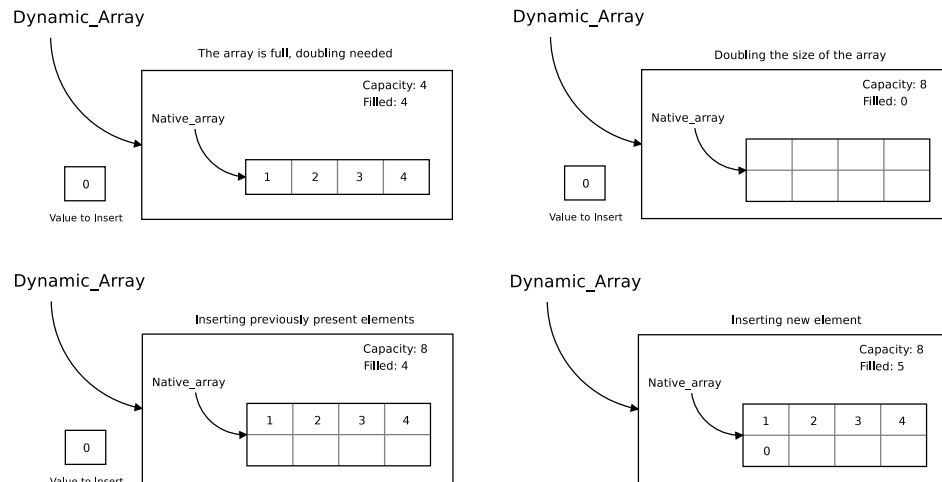 Dynamic_Array
The array is full, doubling needed
Capacity: 4
Filled: 4
Native_array
1 2 3 4
0
Value to Insert
Dynamic_Array
Doubling the size of the array
Capacity: 8
Filled: 0
Native_array
0
Value to Insert
Dynamic_Array
Inserting previously present elements
Capacity: 8
Filled: 4
Native_array
1 2 3 4
0
Value to Insert
Dynamic_Array
Inserting new element
Capacity: 8
Filled: 5
Native_array
1 2 3 4
0